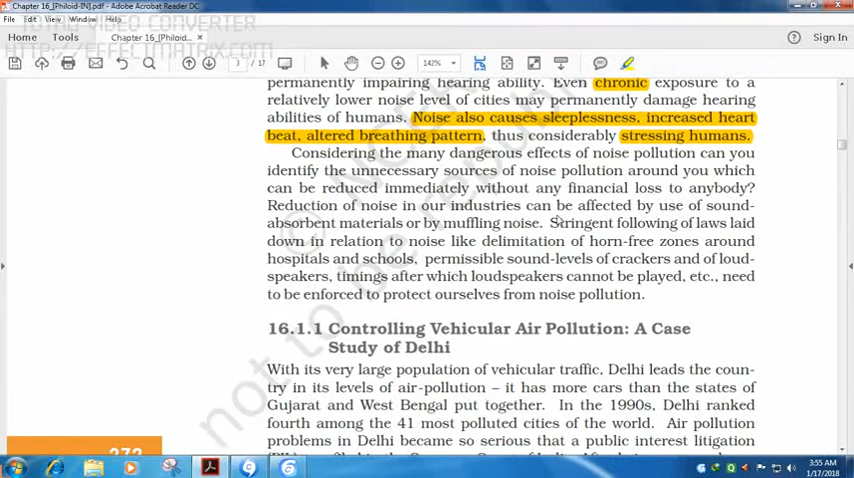 Chapter 16_[Philoid-IN].pdf - Adobe Acrobat Reader DC
File Edit View Window Help
TOTAL VIDEO CONVERTER
HTTP://EFFECTMATRIX.COM
Home Tools Chapter 16_[Philoid... × Sign In
3 / 17 142%
permanently impairing hearing ability. Even chronic exposure to a
relatively lower noise level of cities may permanently damage hearing
abilities of humans. Noise also causes sleeplessness, increased heart
beat, altered breathing pattern, thus considerably stressing humans.
Considering the many dangerous effects of noise pollution can you
identify the unnecessary sources of noise pollution around you which
can be reduced immediately without any financial loss to anybody?
Reduction of noise in our industries can be affected by use of sound-
absorbent materials or by muffling noise. Stringent following of laws laid
down in relation to noise like delimitation of horn-free zones around
hospitals and schools, permissible sound-levels of crackers and of loud-
speakers, timings after which loudspeakers cannot be played, etc., need
to be enforced to protect ourselves from noise pollution.
16.1.1 Controlling Vehicular Air Pollution: A Case
Study of Delhi
With its very large population of vehicular traffic, Delhi leads the coun-
try in its levels of air-pollution – it has more cars than the states of
Gujarat and West Bengal put together. In the 1990s, Delhi ranked
fourth among the 41 most polluted cities of the world. Air pollution
problems in Delhi became so serious that a public interest litigation
© not to be republ
3:55 AM
1/17/2018